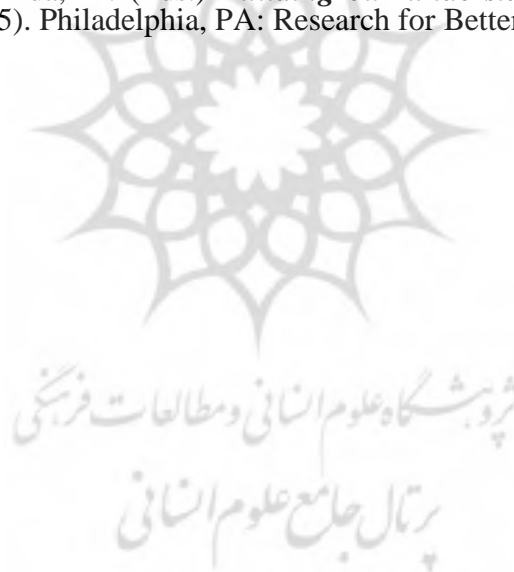 5). Philadelphia, PA: Research for Better
پژوهشگاه علوم انسانی و مطالعات فرهنگی
پرتال جامع علوم انسانی